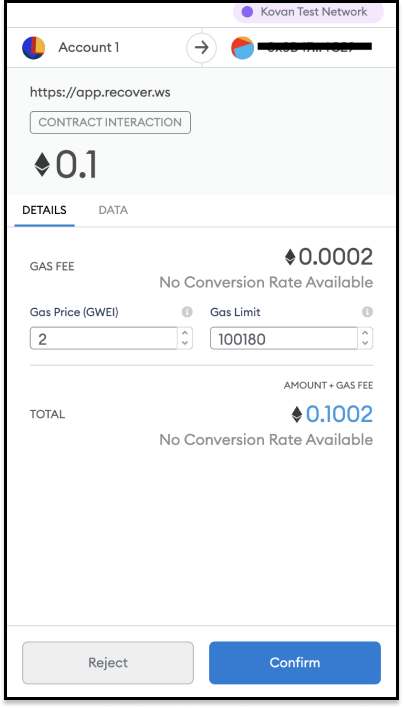 Kovan Test Network
Account 1
https://app.recover.ws
CONTRACT INTERACTION
0.1
DETAILS DATA
GAS FEE
0.0002
No Conversion Rate Available
Gas Price (GWEI) Gas Limit
2 100180
AMOUNT + GAS FEE
TOTAL
0.1002
No Conversion Rate Available
Reject Confirm